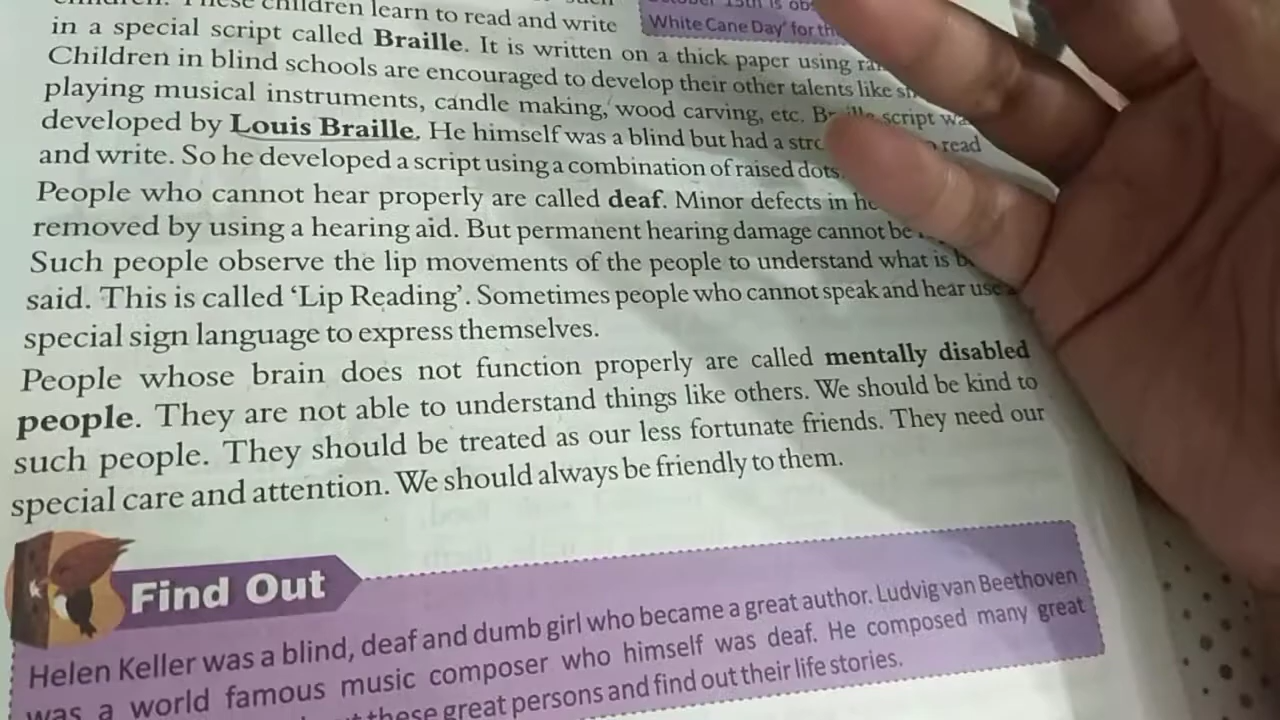 These children learn to read and write
in a special script called Braille. It is written on a thick paper using
Children in blind schools are encouraged to develop their other talents like
playing musical instruments, candle making, wood carving, etc. script
developed by Louis Braille. He himself was a blind but had a read
and write. So he developed a script using a combination of raised dots.
People who cannot hear properly are called deaf. Minor defects in
removed by using a hearing aid. But permanent hearing damage cannot be
Such people observe the lip movements of the people to understand what is
said. This is called ‘Lip Reading’. Sometimes people who cannot speak and hear use
special sign language to express themselves.
People whose brain does not function properly are called mentally disabled
people. They are not able to understand things like others. We should be kind to
such people. They should be treated as our less fortunate friends. They need our
special care and attention. We should always be friendly to them.
15th is
White Cane Day’ for
Find Out
Helen Keller was a blind, deaf and dumb girl who became a great author. Ludvig van Beethoven
was a world famous music composer who himself was deaf. He composed many great
these great persons and find out their life stories.